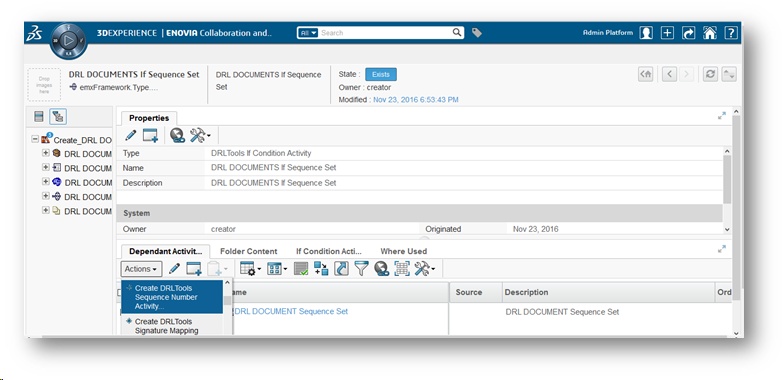 3DEXPERIENCE | ENOVIA Collaboration and..
All Search
Admin Platform
Drop images here
DRL DOCUMENTS If Sequence Set
emxFramework.Type....
DRL DOCUMENTS If Sequence
Set
State : Exists
Owner : creator
Modified : Nov 23, 2016 6:53:43 PM
Create_DRL DO
DRL DOCUM
DRL DOCUM
DRL DOCUM
DRL DOCUM
DRL DOCUM
Properties
Type DRLTools If Condition Activity
Name DRL DOCUMENTS If Sequence Set
Description DRL DOCUMENTS If Sequence Set
System
Owner creator Originated Nov 23, 2016
Dependant Activit... Folder Content If Condition Acti... Where Used
Actions
ame Source Description Ord
Create DRLTools
Sequence Number
Activity...
DRL DOCUMENT Sequence Set DRL DOCUMENT Sequence Set
Create DRLTools
Signature Mapping